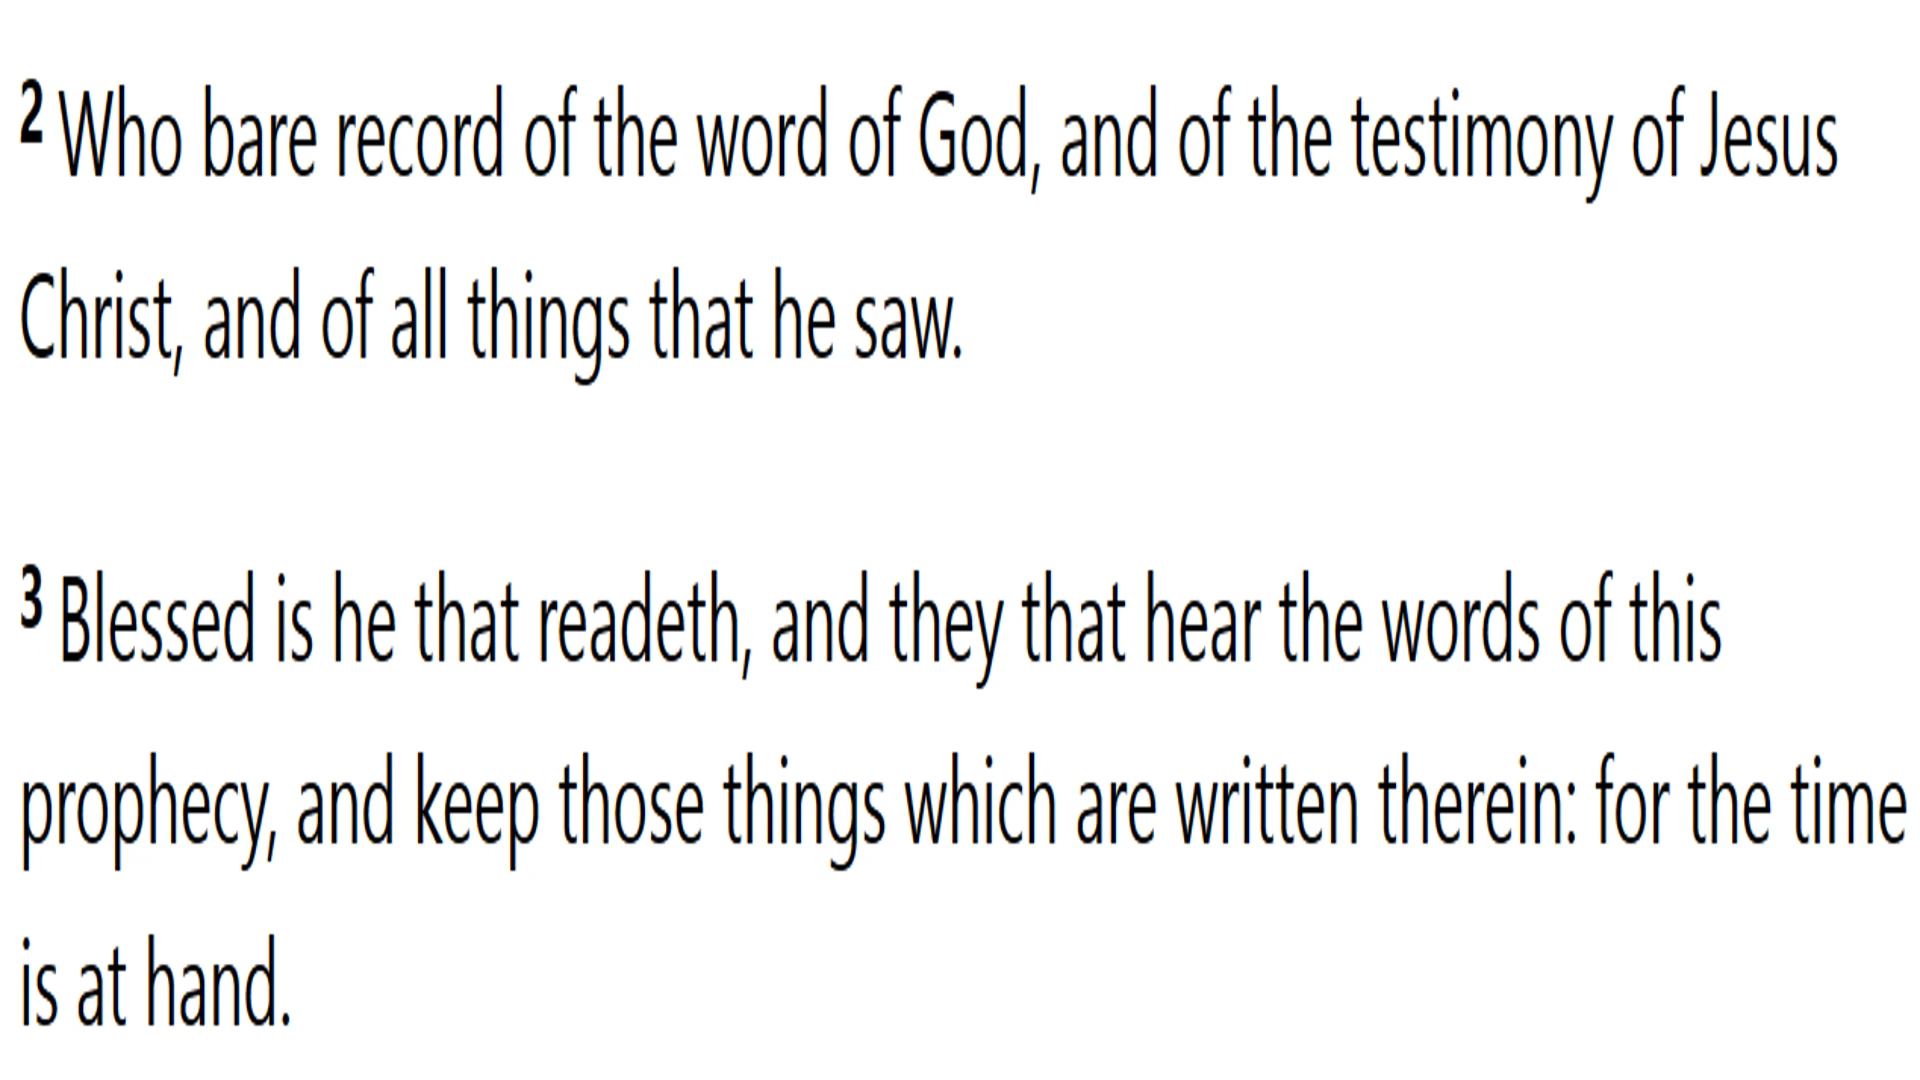 2 Who bare record of the word of God, and of the testimony of Jesus
Christ, and of all things that he saw.
3 Blessed is he that readeth, and they that hear the words of this
prophecy, and keep those things which are written therein: for the time
is at hand.